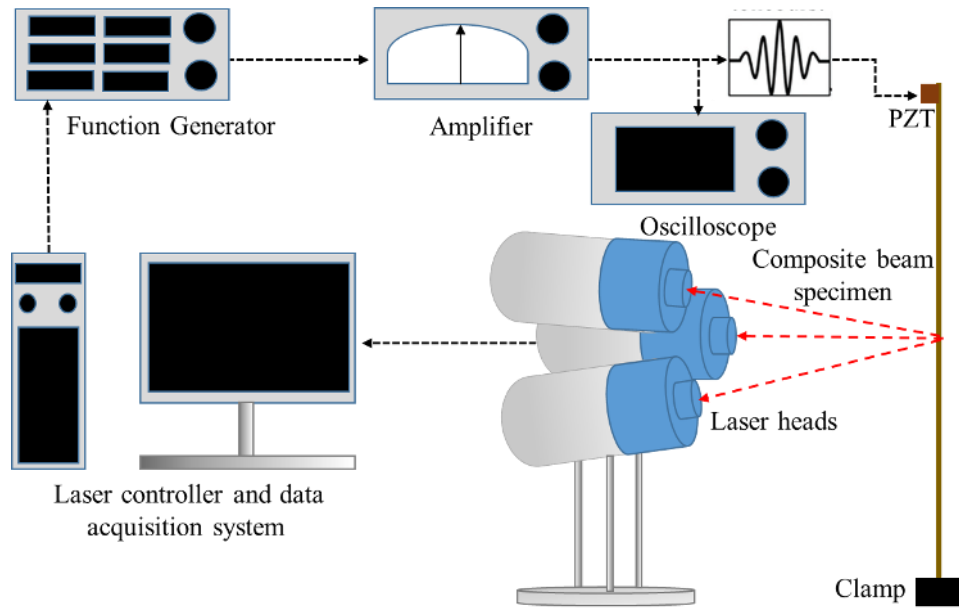 Function Generator
Amplifier
PZT
Oscilloscope
Composite beam
specimen
Laser heads
Laser controller and data
acquisition system
Clamp